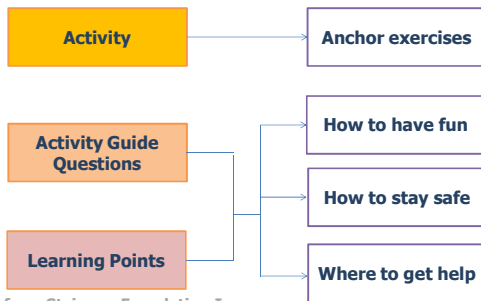 Activity
Anchor exercises
Activity Guide
Questions
How to have fun
How to stay safe
Learning Points
Where to get help